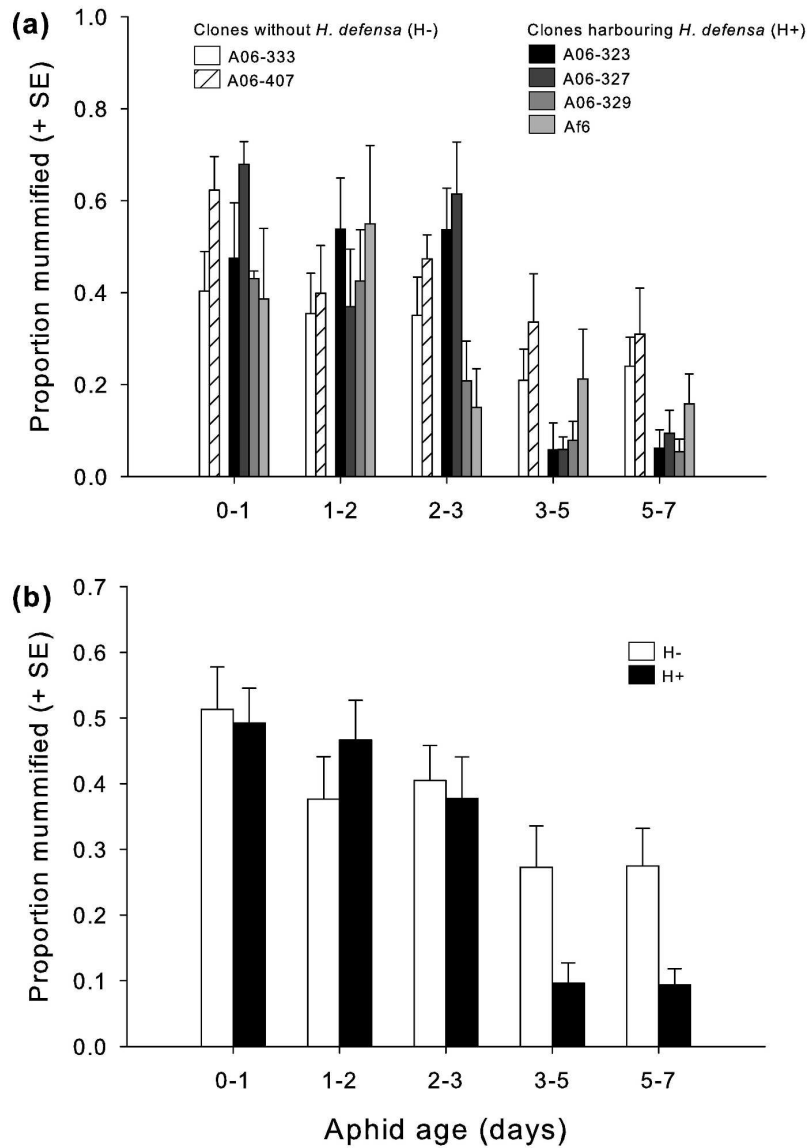 (a)
Clones without H. defensa (H-)
A06-333
A06-407
Clones harbouring H. defensa (H+)
A06-323
A06-327
A06-329
Af6
Proportion mummified (+ SE)
1.0
0.8
0.6
0.4
0.2
0.0
0-1 1-2 2-3 3-5 5-7
(b)
H-
H+
Proportion mummified (+ SE)
0.7
0.6
0.5
0.4
0.3
0.2
0.1
0.0
0-1 1-2 2-3 3-5 5-7
Aphid age (days)